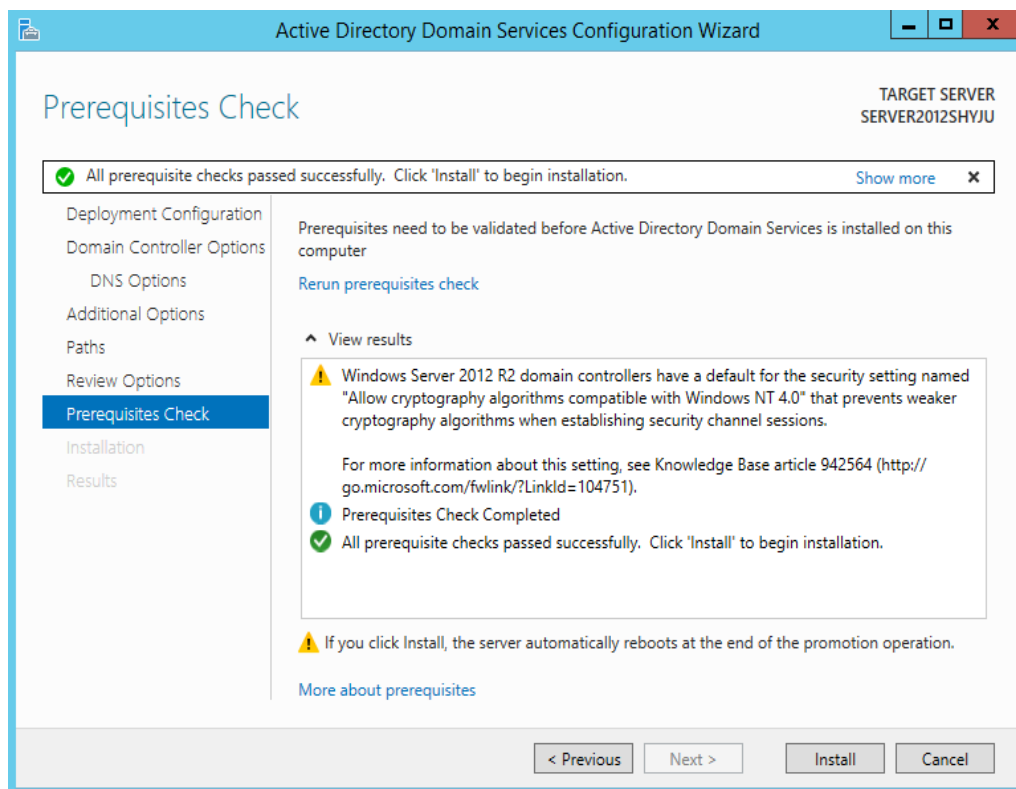 Active Directory Domain Services Configuration Wizard
Prerequisites Check
TARGET SERVER
SERVER2012SHYJU
All prerequisite checks passed successfully. Click 'Install' to begin installation.
Show more
Deployment Configuration
Domain Controller Options
DNS Options
Additional Options
Paths
Review Options
Prerequisites Check
Installation
Results
Prerequisites need to be validated before Active Directory Domain Services is installed on this
computer
Rerun prerequisites check
View results
Windows Server 2012 R2 domain controllers have a default for the security setting named
"Allow cryptography algorithms compatible with Windows NT 4.0" that prevents weaker
cryptography algorithms when establishing security channel sessions.
For more information about this setting, see Knowledge Base article 942564 (http://
go.microsoft.com/fwlink/?LinkId=104751).
Prerequisites Check Completed
All prerequisite checks passed successfully. Click 'Install' to begin installation.
If you click Install, the server automatically reboots at the end of the promotion operation.
More about prerequisites
< Previous
Next >
Install
Cancel